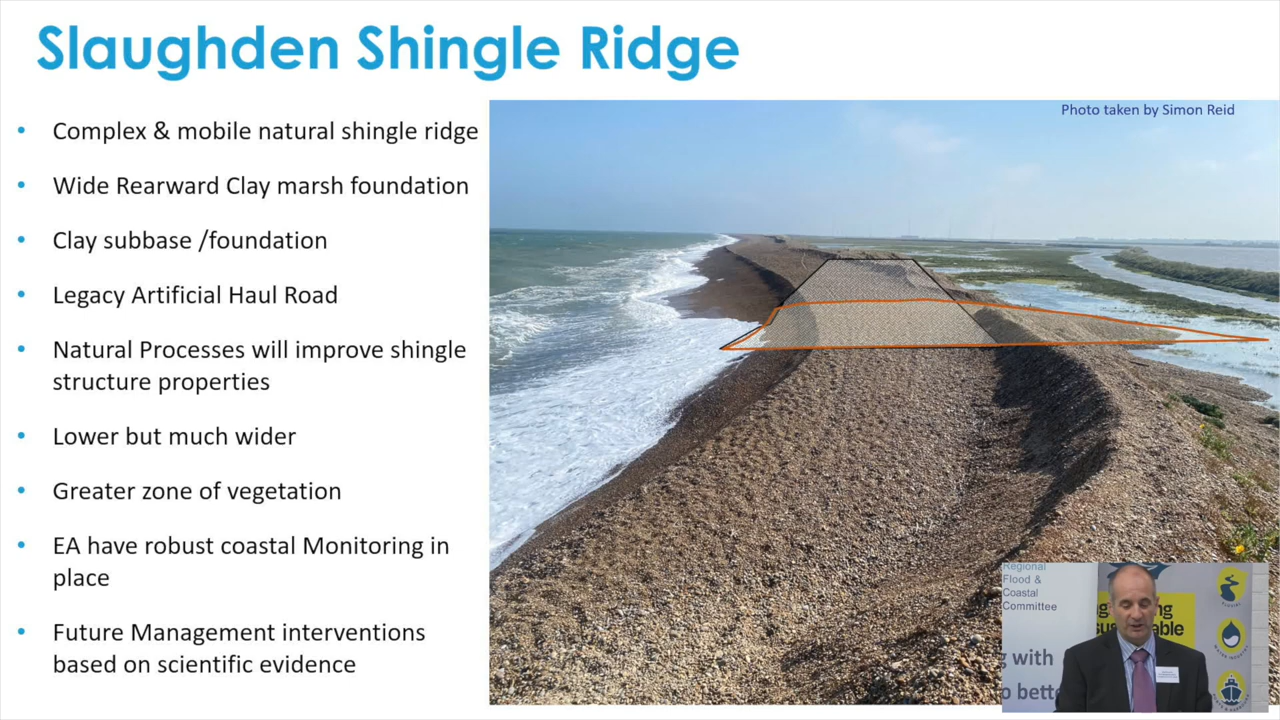 Slaughden Shingle Ridge
• Complex & mobile natural shingle ridge
• Wide Rearward Clay marsh foundation
• Clay subbase /foundation
• Legacy Artificial Haul Road
• Natural Processes will improve shingle
structure properties
• Lower but much wider
• Greater zone of vegetation
• EA have robust coastal Monitoring in
place
• Future Management interventions
based on scientific evidence
Photo taken by Simon Reid
Regional
Flood &
Coastal
Committee
with